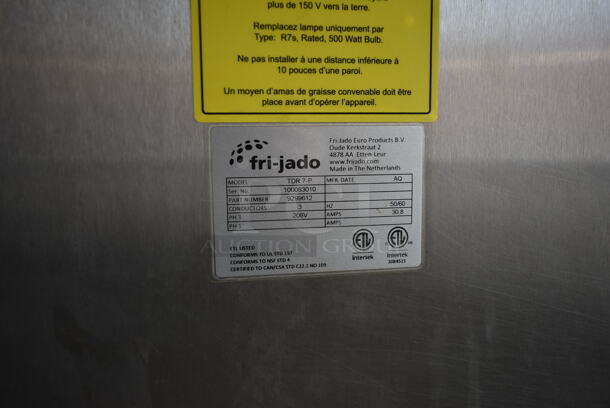 plus de 150 V vers la terre.
Remplacez lampe uniquement par
Type: R7s, Rated, 500 Watt Bulb.
Ne pas installer à une distance inférieure à
10 pouces d'une paroi.
Un moyen d'amas de graisse convenable doit être
place avant d'opérer l'appareil.
fri-jado
Fri-Jado Euro Products B.V.
Oude Kerkstraat 2
4878 AA Etten-Leur
www.frijado.com
Made in The Netherlands
MODEL TDR 7-P MFR. DATE AQ
Ser. No. 100063010
PART NUMBER 9299612
CONDUCTORS 3 HZ 50/60
PH 3 208V AMPS 30.8
PH 1 AMPS
AUCTION GROUP
ETL LISTED
CONFORMS TO UL STD 197
CONFORMS TO NSF STD 4
CERTIFIED TO CAN/CSA STD C22.2 NO 109
ETL
Intertek
ETL
Intertek
3084515